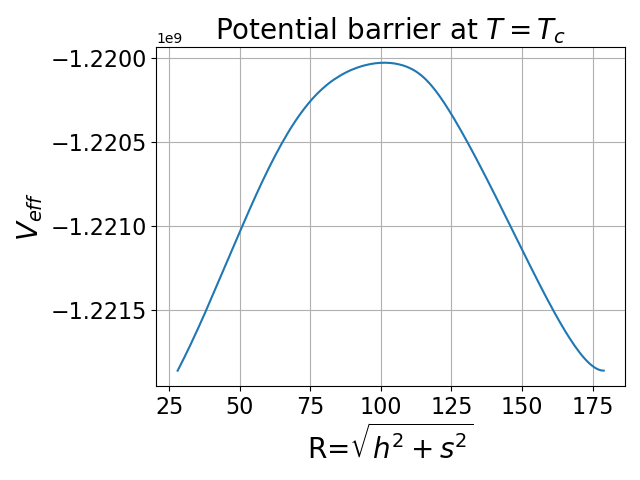 Potential barrier at T = T_c
1e9
−1.2200
−1.2205
−1.2210
−1.2215
V_eff
25 50 75 100 125 150 175
R=√h² + s²